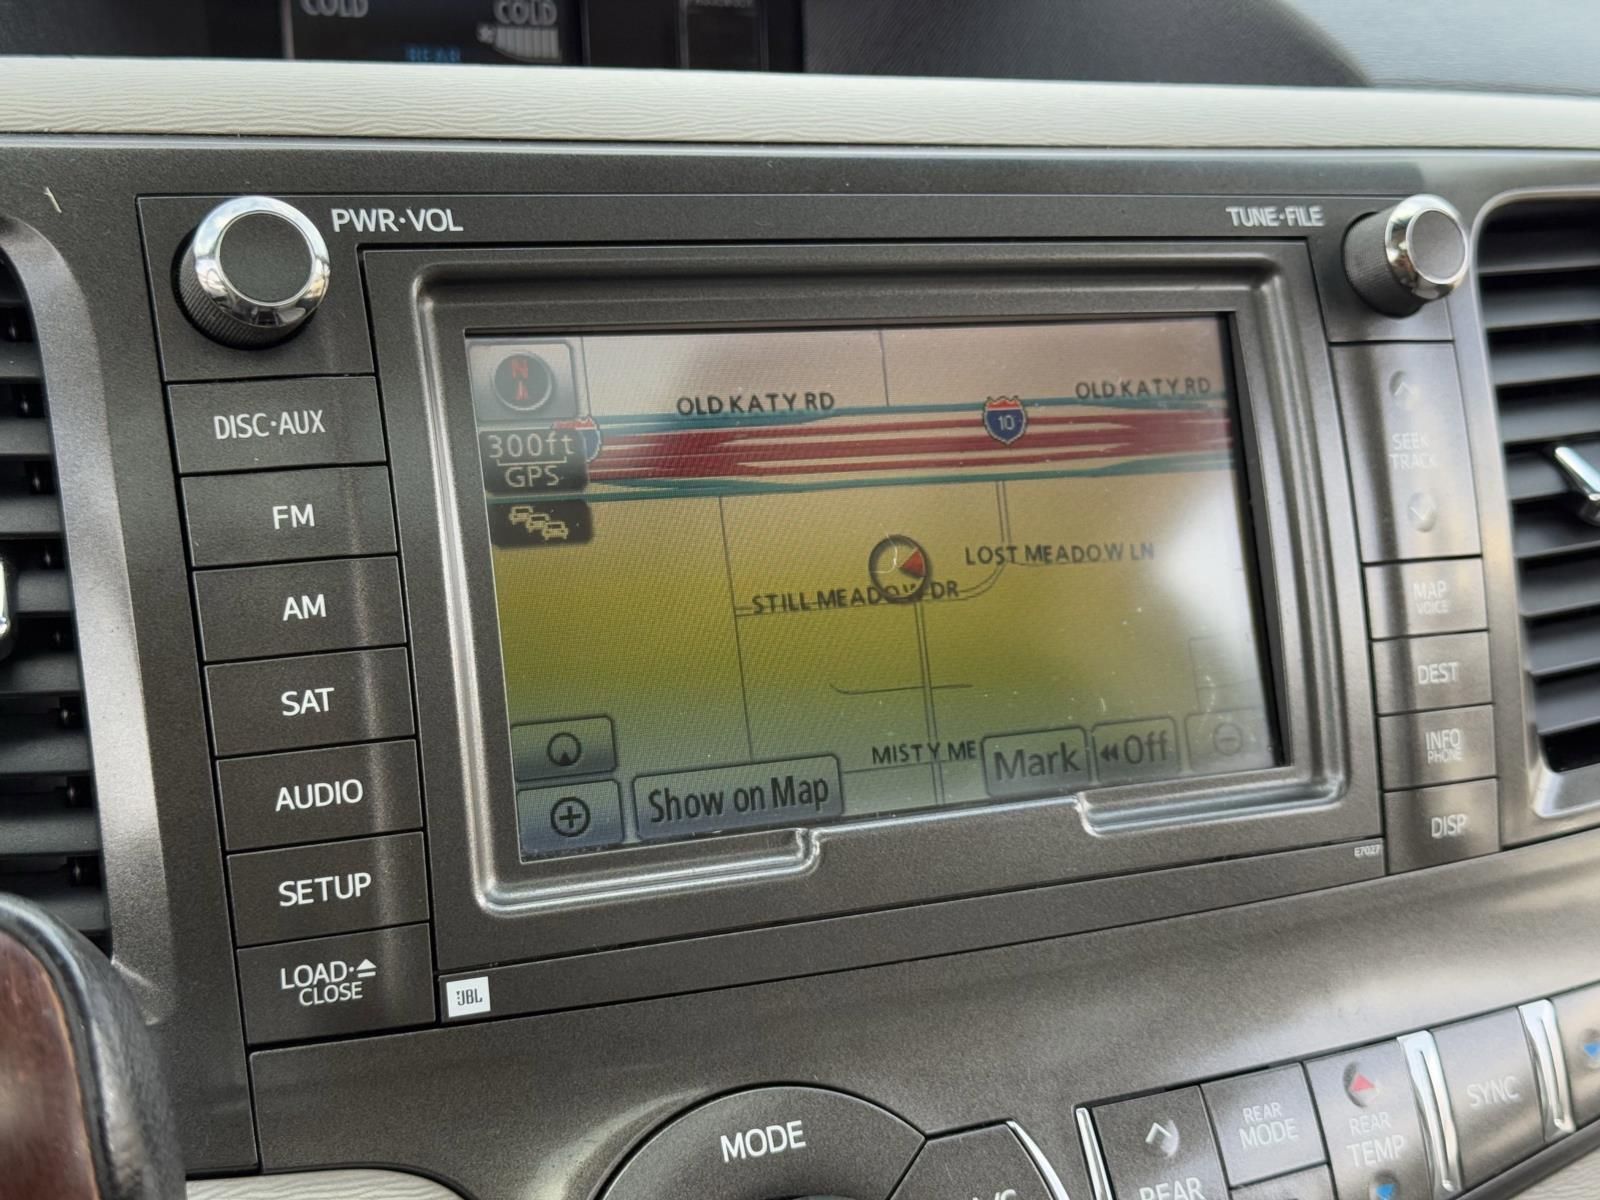 COLD
COLD
REAR
PWR·VOL
TUNE·FILE
DISC·AUX
FM
AM
SAT
AUDIO
SETUP
LOAD·
CLOSE
JBL
N
300ft
GPS
OLD KATY RD
10
OLD KATY RD
LOST MEADOW LN
STILL MEADOW DR
MISTY ME
Show on Map
Mark
Off
SEEK
TRACK
MAP
VOICE
DEST
INFO
PHONE
DISP
E7027
MODE
REAR
REAR
MODE
REAR
TEMP
SYNC